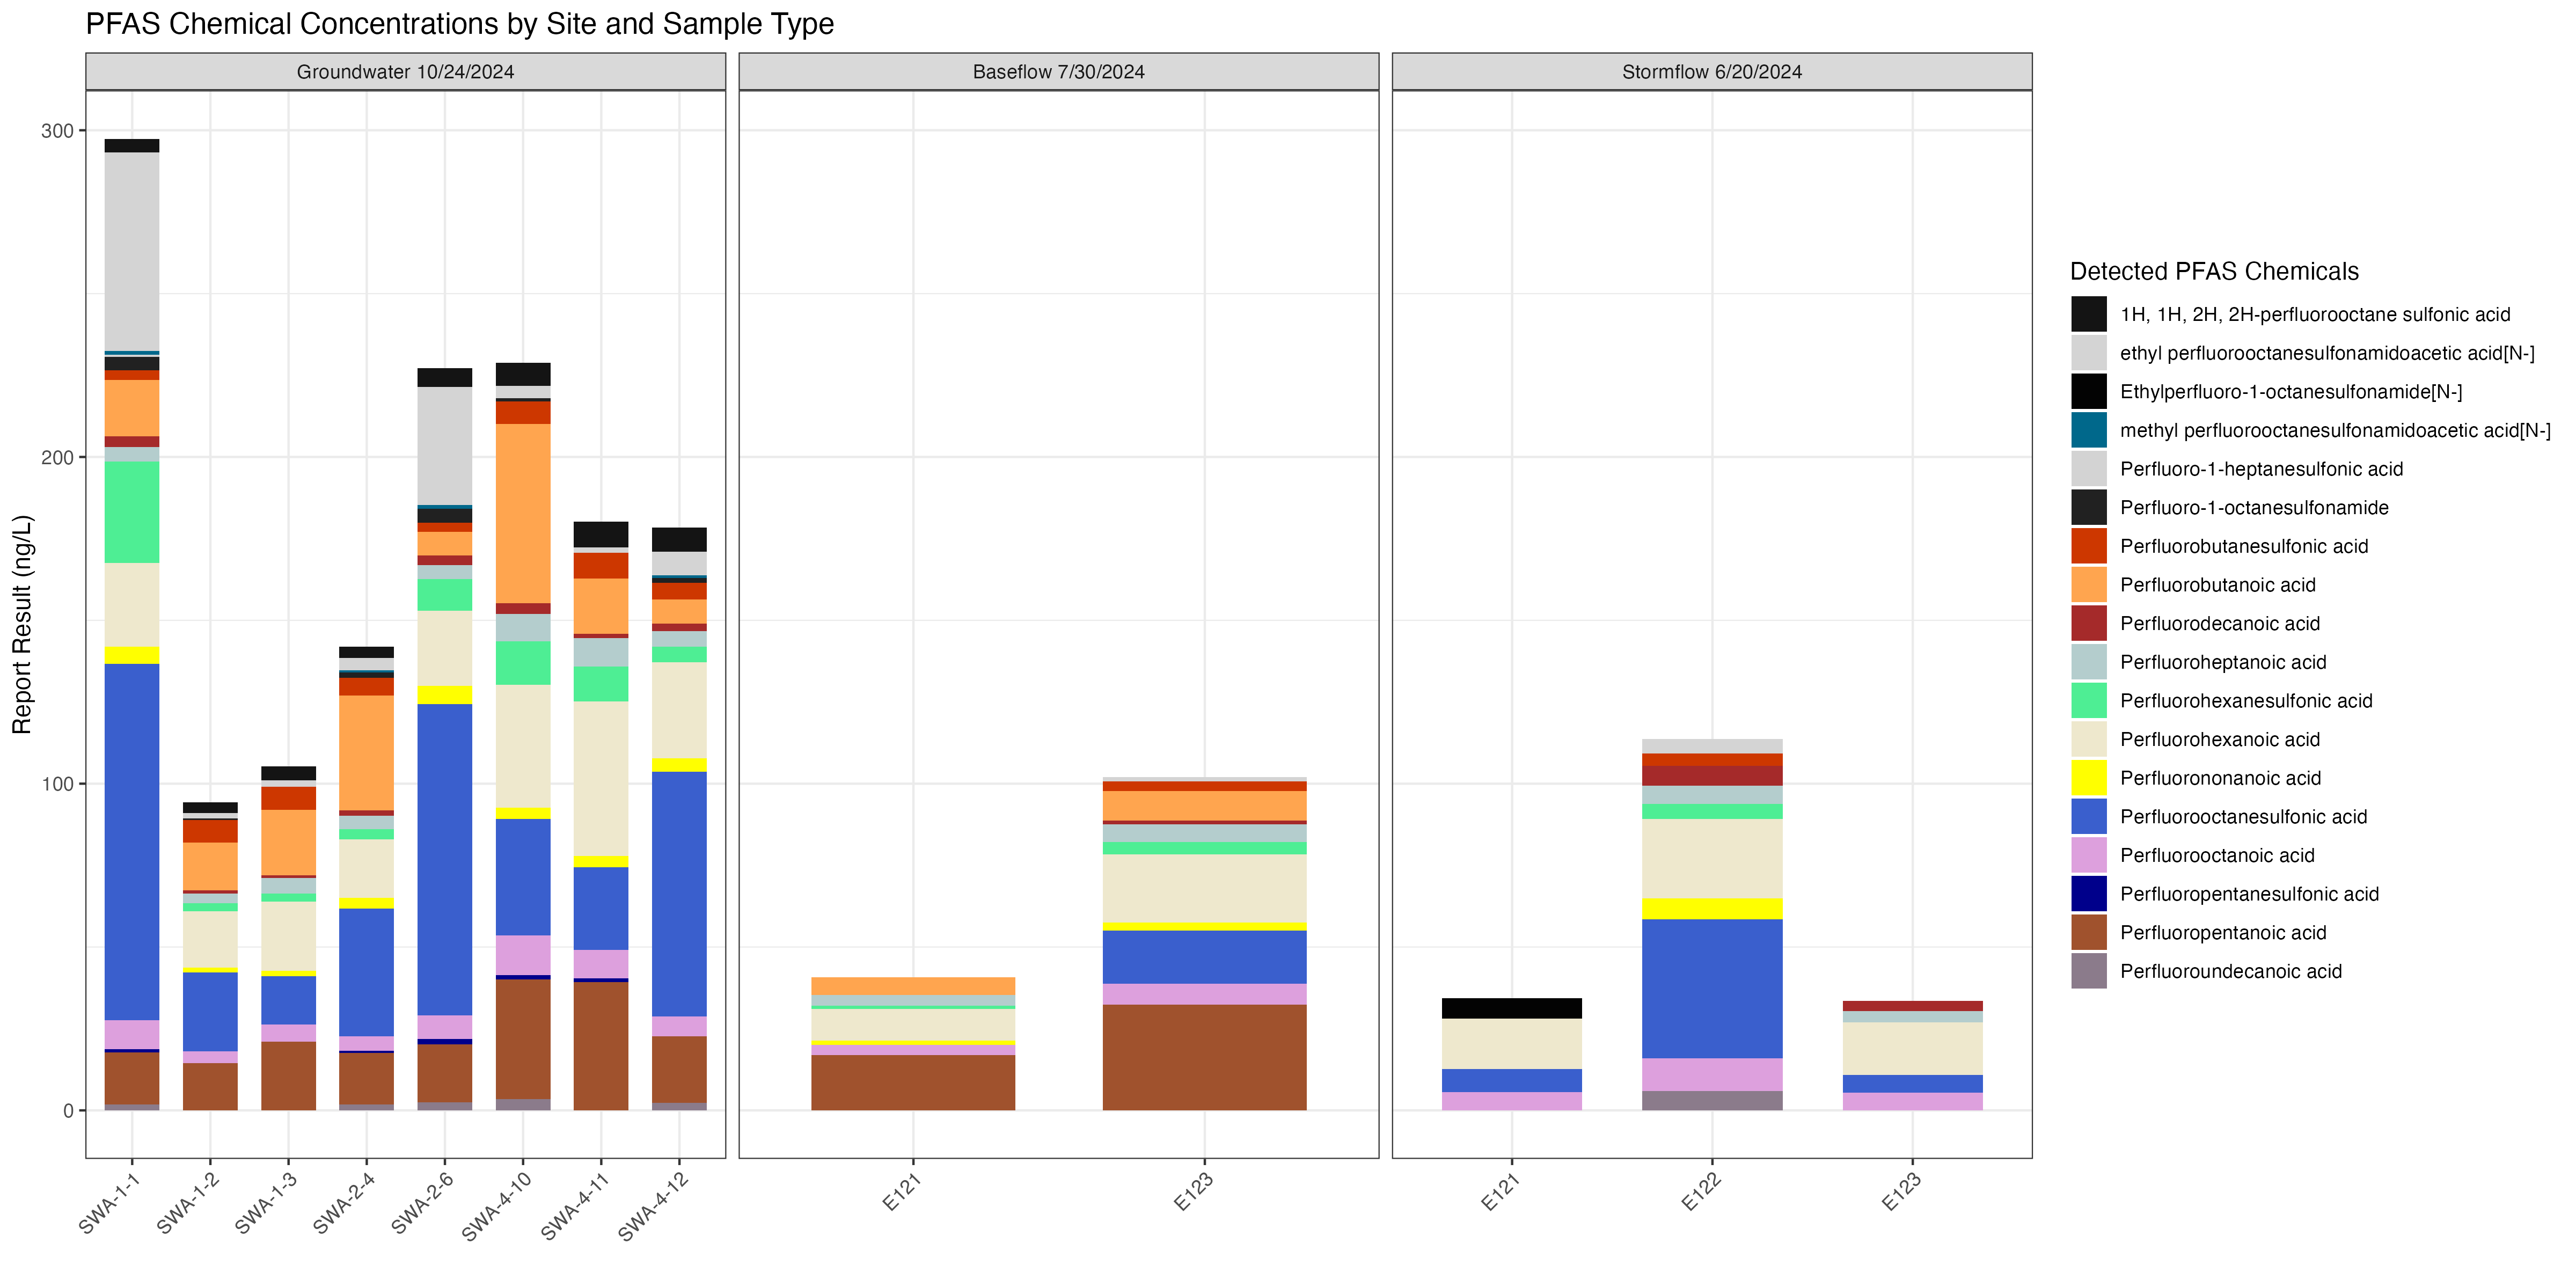 PFAS Chemical Concentrations by Site and Sample Type
Groundwater 10/24/2024
Baseflow 7/30/2024
Stormflow 6/20/2024
Report Result (ng/L)
300
200
100
0
SWA-1-1
SWA-1-2
SWA-1-3
SWA-2-4
SWA-2-6
SWA-4-10
SWA-4-11
SWA-4-12
E121
E123
E121
E122
E123
Detected PFAS Chemicals
1H, 1H, 2H, 2H-perfluorooctane sulfonic acid
ethyl perfluorooctanesulfonamidoacetic acid[N-]
Ethylperfluoro-1-octanesulfonamide[N-]
methyl perfluorooctanesulfonamidoacetic acid[N-]
Perfluoro-1-heptanesulfonic acid
Perfluoro-1-octanesulfonamide
Perfluorobutanesulfonic acid
Perfluorobutanoic acid
Perfluorodecanoic acid
Perfluoroheptanoic acid
Perfluorohexanesulfonic acid
Perfluorohexanoic acid
Perfluorononanoic acid
Perfluorooctanesulfonic acid
Perfluorooctanoic acid
Perfluoropentanesulfonic acid
Perfluoropentanoic acid
Perfluoroundecanoic acid